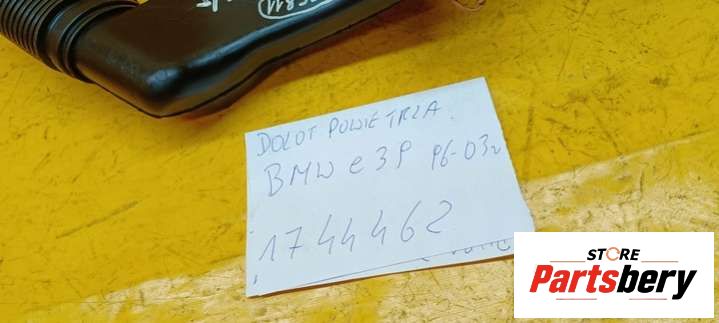 DOLOT POWIETRZA.
BMW e39 96-03r
1744462
STORE
Partsbery